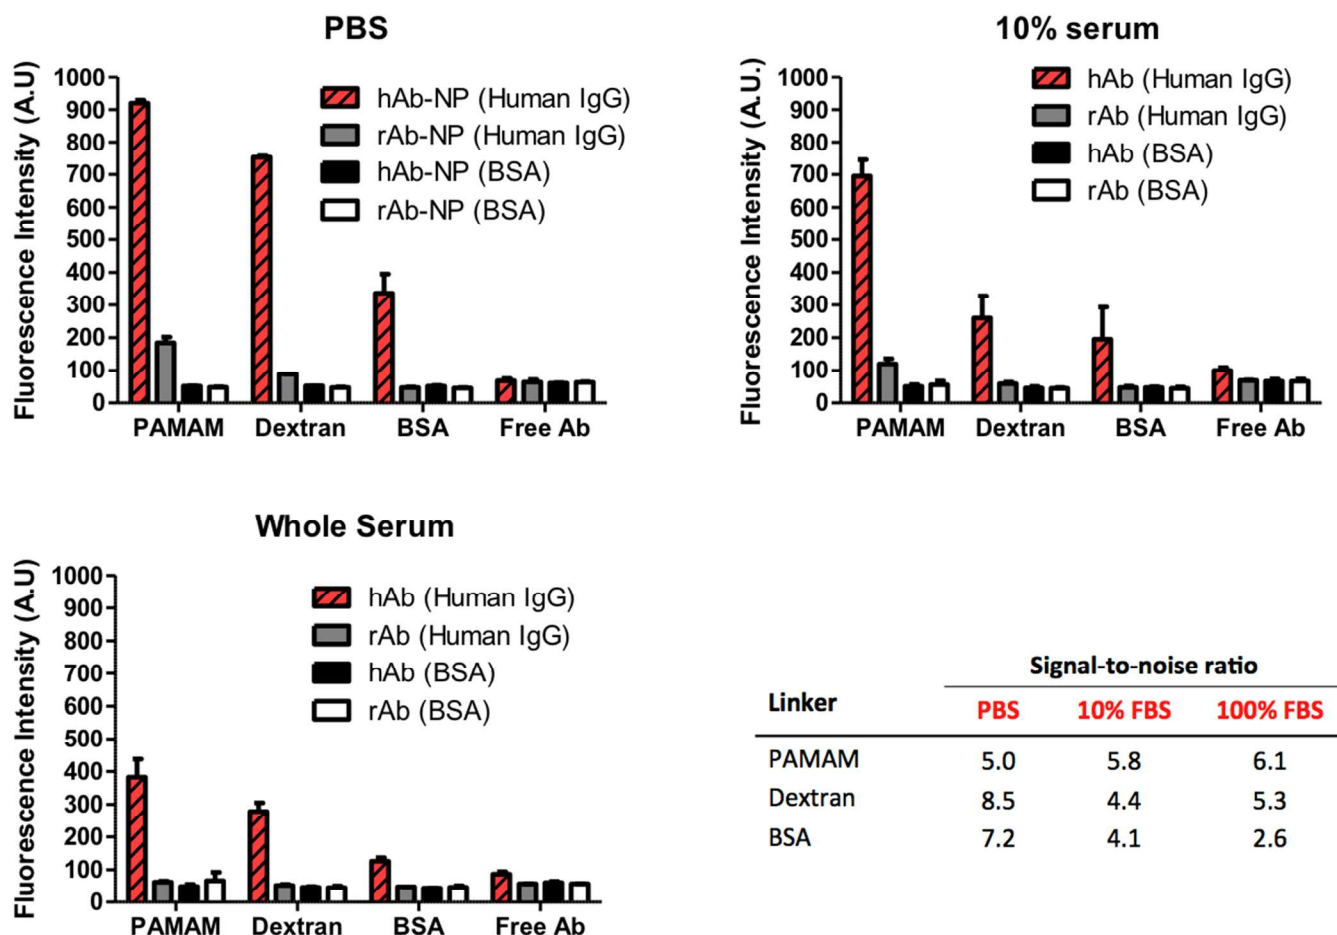 PBS
Fluorescence Intensity (A.U)
1000
900
800
700
600
500
400
300
200
100
0
hAb-NP (Human IgG)
rAb-NP (Human IgG)
hAb-NP (BSA)
rAb-NP (BSA)
PAMAM Dextran BSA Free Ab
10% serum
Fluorescence Intensity (A.U.)
1000
900
800
700
600
500
400
300
200
100
0
hAb (Human IgG)
rAb (Human IgG)
hAb (BSA)
rAb (BSA)
PAMAM Dextran BSA Free Ab
Whole Serum
Fluorescence Intensity (A.U)
1000
900
800
700
600
500
400
300
200
100
0
hAb (Human IgG)
rAb (Human IgG)
hAb (BSA)
rAb (BSA)
PAMAM Dextran BSA Free Ab
Signal-to-noise ratio
Linker PBS 10% FBS 100% FBS
PAMAM 5.0 5.8 6.1
Dextran 8.5 4.4 5.3
BSA 7.2 4.1 2.6